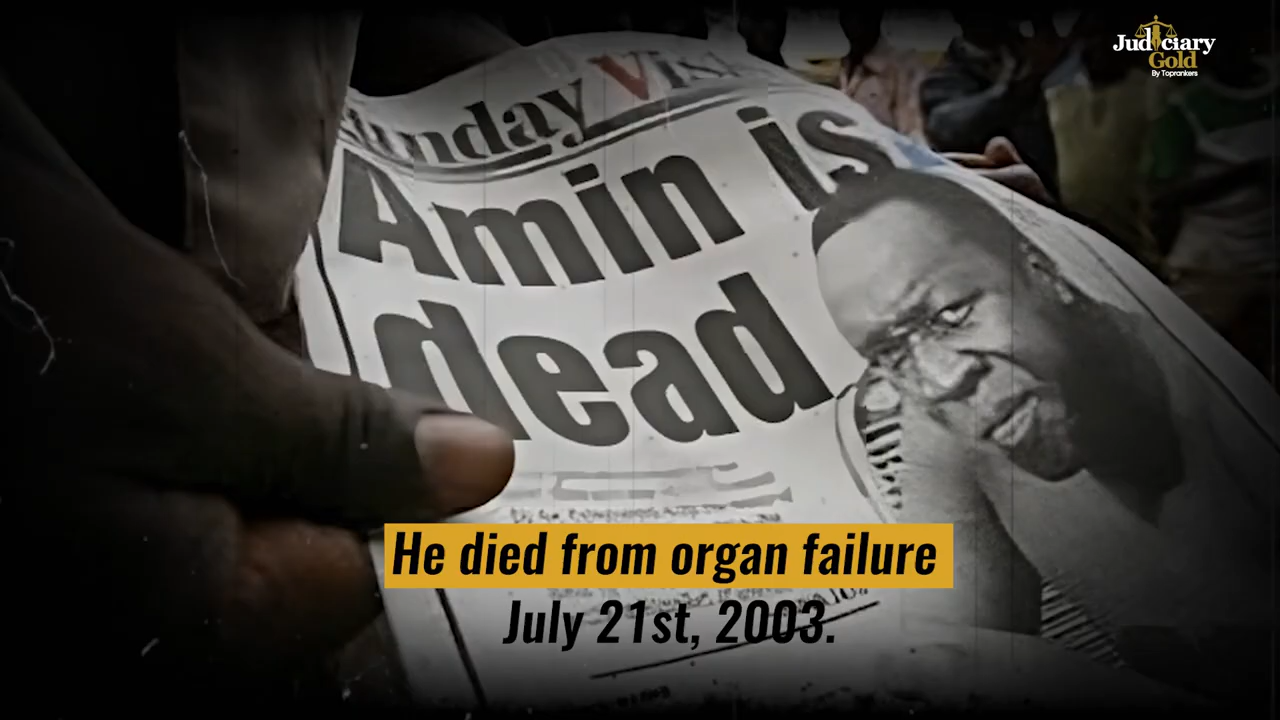 Judiciary
Gold
By Toprankers
Sunday Vision
Amin is
dead
He died from organ failure
July 21st, 2003.